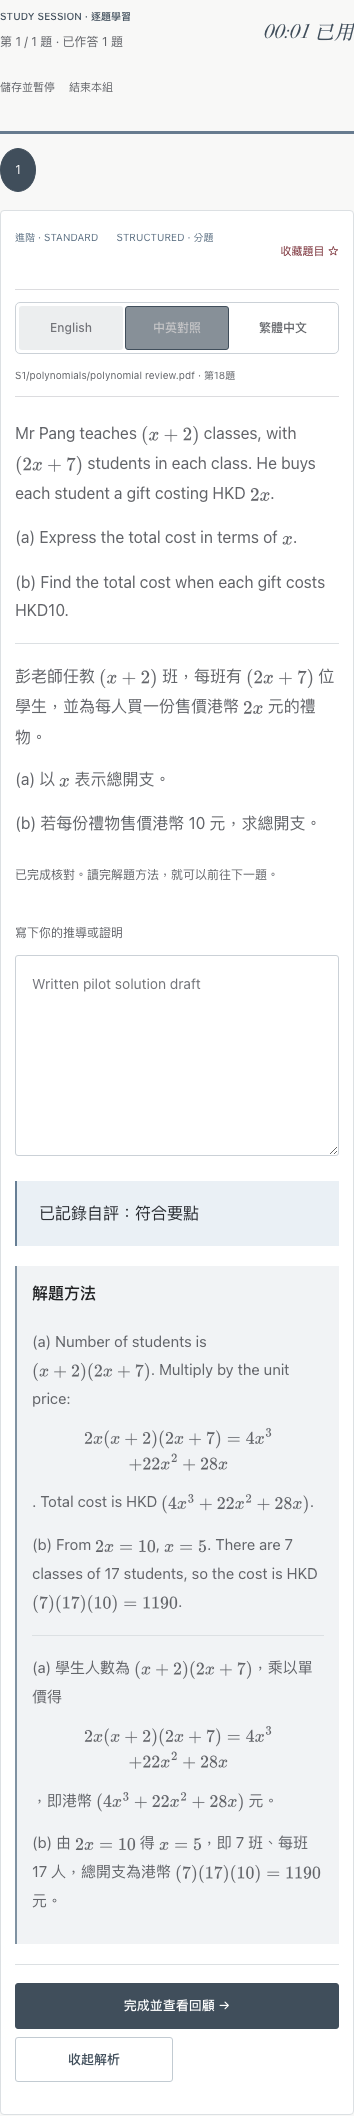 STUDY SESSION · 逐題學習
第 1 / 1 題 · 已作答 1 題
00:01 已用
儲存並暫停 結束本組
1
進階 · STANDARD STRUCTURED · 分題
收藏題目 ☆
English 中英對照 繁體中文
S1/polynomials/polynomial review.pdf · 第18題
Mr Pang teaches (x + 2) classes, with
(2x + 7) students in each class. He buys
each student a gift costing HKD 2x.
(a) Express the total cost in terms of x.
(b) Find the total cost when each gift costs
HKD10.
彭老師任教 (x + 2) 班，每班有 (2x + 7) 位
學生，並為每人買一份售價港幣 2x 元的禮
物。
(a) 以 x 表示總開支。
(b) 若每份禮物售價港幣 10 元，求總開支。
已完成核對。讀完解題方法，就可以前往下一題。
寫下你的推導或證明
Written pilot solution draft
已記錄自評：符合要點
解題方法
(a) Number of students is
(x + 2)(2x + 7). Multiply by the unit
price:
2x(x + 2)(2x + 7) = 4x³
+22x² + 28x
. Total cost is HKD (4x³ + 22x² + 28x).
(b) From 2x = 10, x = 5. There are 7
classes of 17 students, so the cost is HKD
(7)(17)(10) = 1190.
(a) 學生人數為 (x + 2)(2x + 7)，乘以單
價得
2x(x + 2)(2x + 7) = 4x³
+22x² + 28x
，即港幣 (4x³ + 22x² + 28x) 元。
(b) 由 2x = 10 得 x = 5，即 7 班、每班
17 人，總開支為港幣 (7)(17)(10) = 1190
元。
完成並查看回顧 →
收起解析